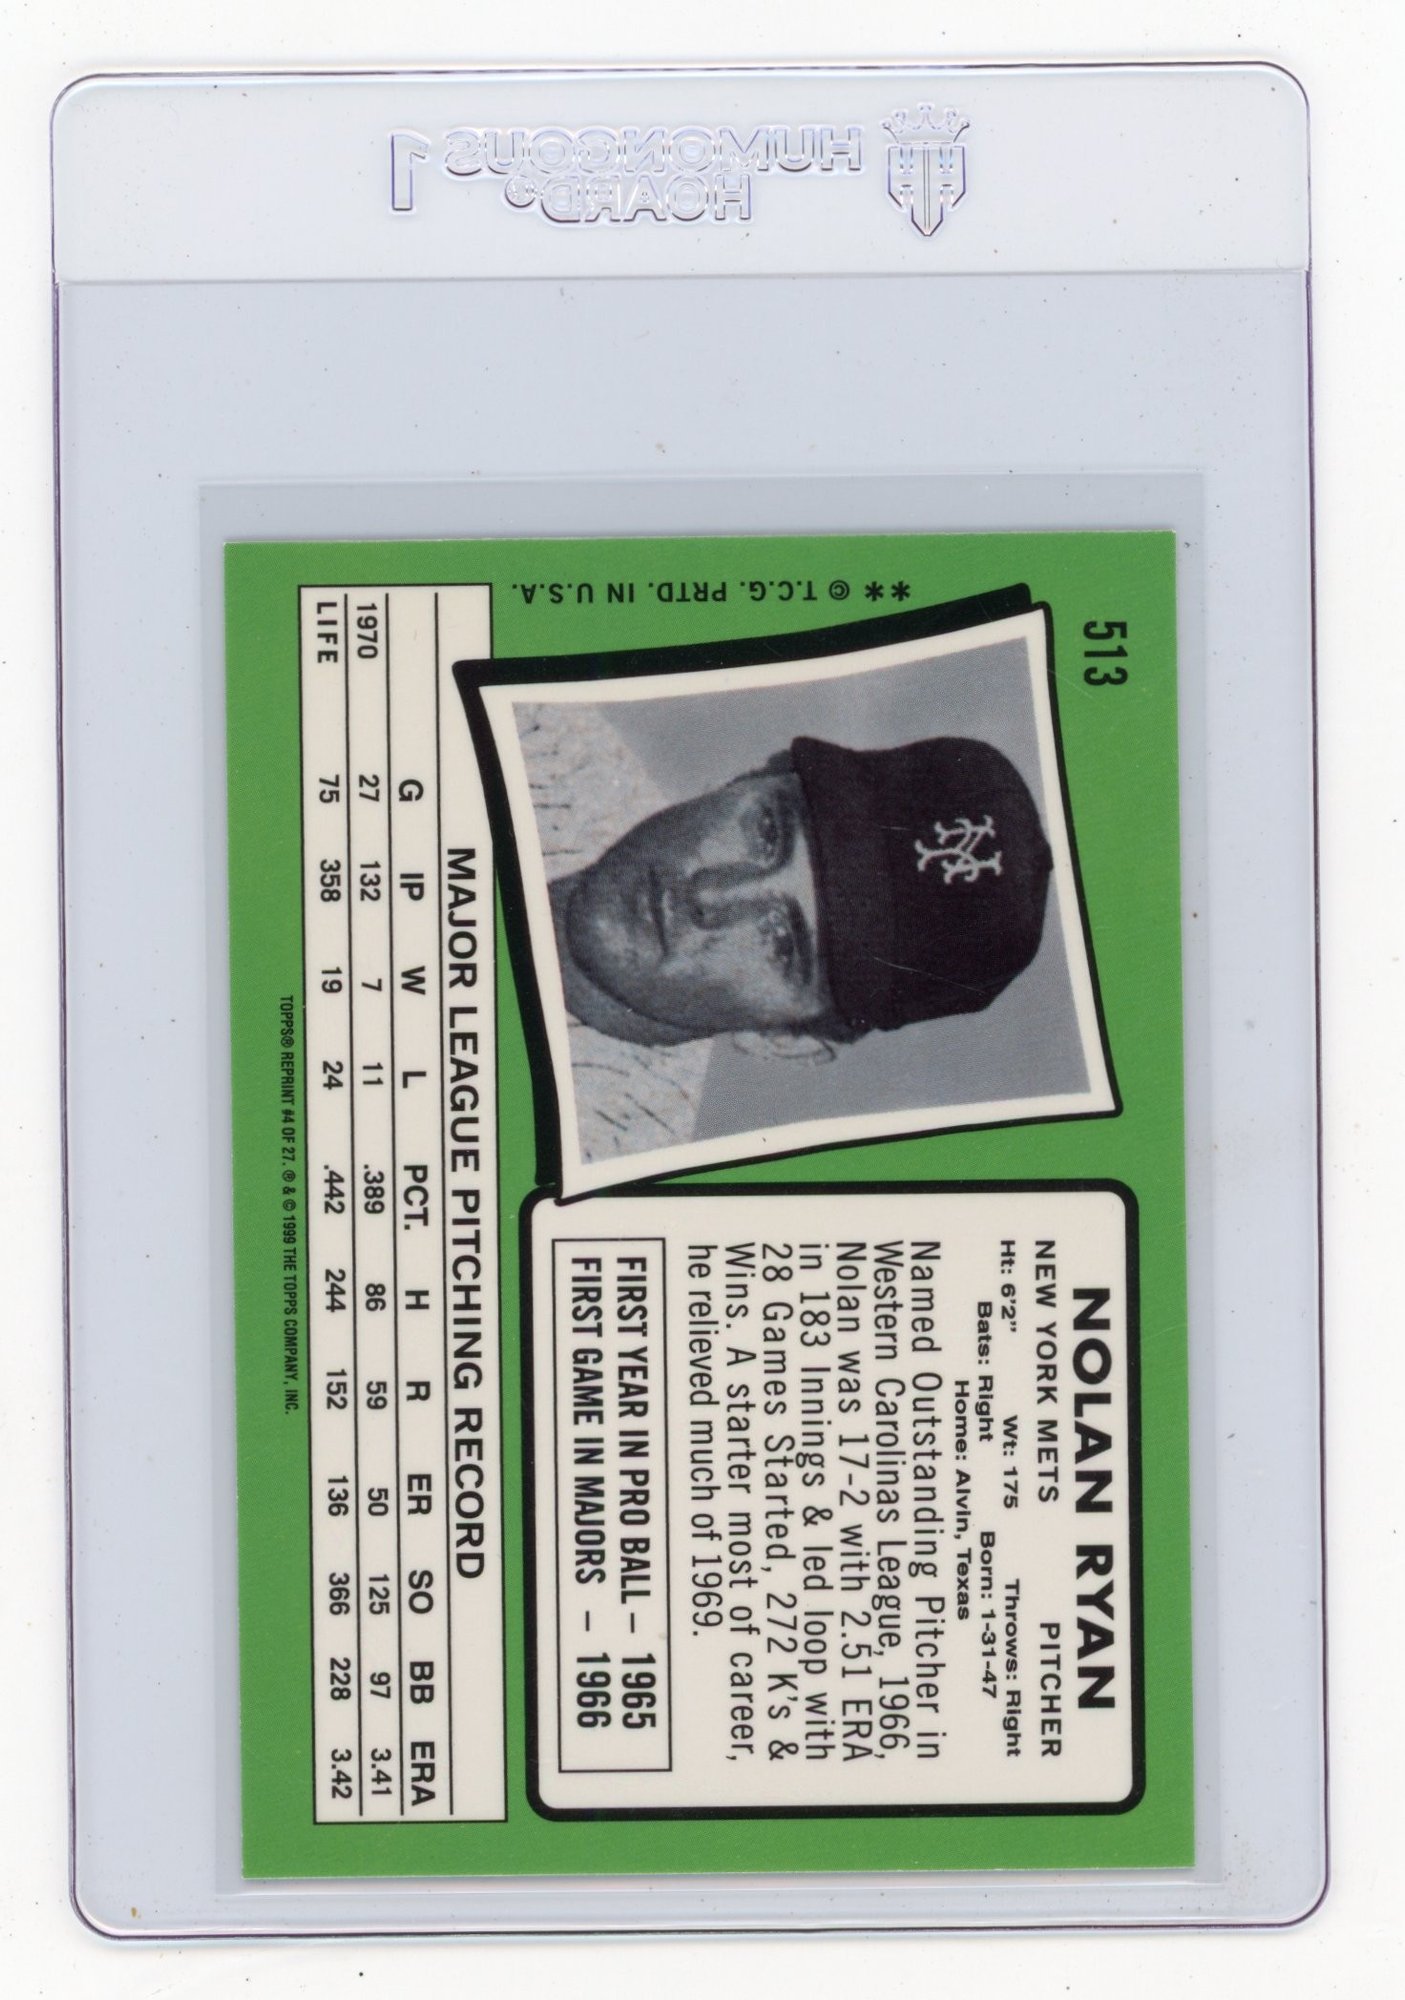 HUMONGOUS 1
HOARD®
513
** © T.C.G. PRTD. IN U.S.A.
NOLAN RYAN
NEW YORK METS PITCHER
Ht: 6'2" Wt: 175 Throws: Right
Bats: Right Born: 1-31-47
Home: Alvin, Texas
Named Outstanding Pitcher in
Western Carolinas League, 1966,
Nolan was 17-2 with 2.51 ERA
in 183 Innings & led loop with
28 Games Started, 272 K's &
Wins. A starter most of career,
he relieved much of 1969.
FIRST YEAR IN PRO BALL – 1965
FIRST GAME IN MAJORS – 1966
MAJOR LEAGUE PITCHING RECORD
G IP W L PCT. H R ER SO BB ERA
1970 27 132 7 11 .389 86 59 50 125 97 3.41
LIFE 75 358 19 24 .442 244 152 136 366 228 3.42
TOPPS® REPRINT #4 OF 27. ® & © 1999 THE TOPPS COMPANY, INC.